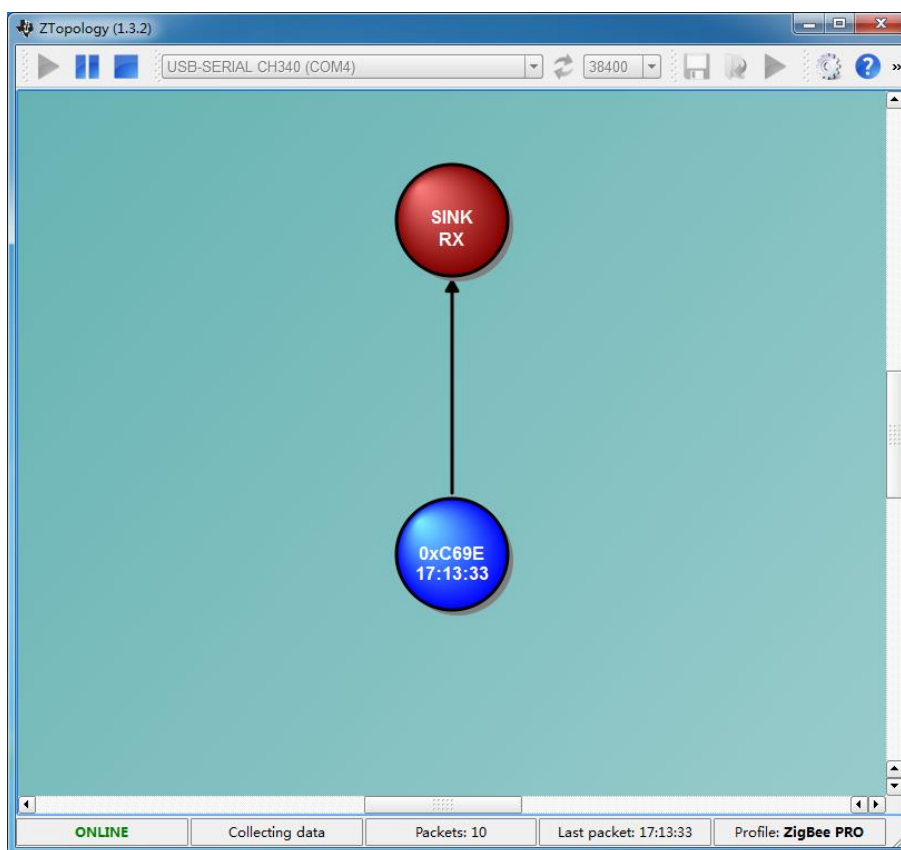 ZTopology (1.3.2)
USB-SERIAL CH340 (COM4)
38400
»
SINK
RX
0xC69E
17:13:33
ONLINE
Collecting data
Packets: 10
Last packet: 17:13:33
Profile: ZigBee PRO